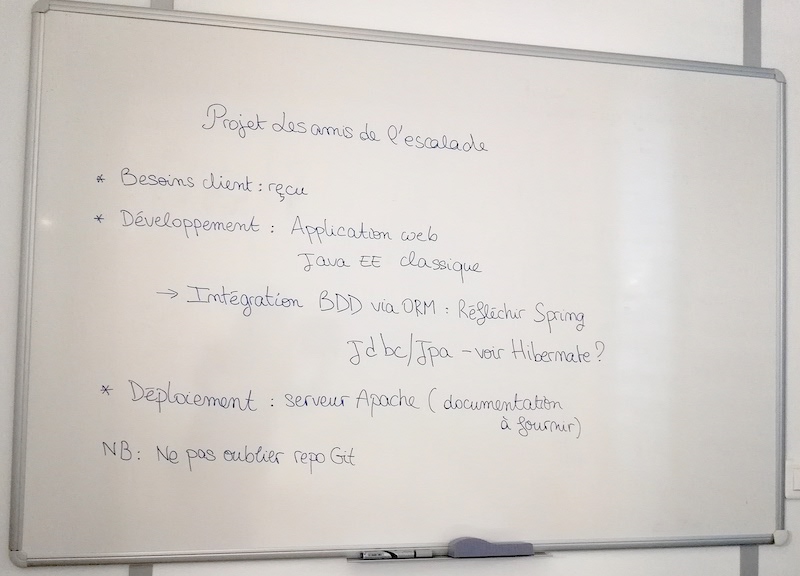 Projet Les amis de l'escalade
* Besoins client : reçu
* Développement : Application web
Java EE classique
→ Intégration BDD via ORM : Réfléchir Spring
Jdbc/Jpa - voir Hibernate ?
* Déploiement : serveur Apache (documentation
à fournir)
NB : Ne pas oublier repo Git